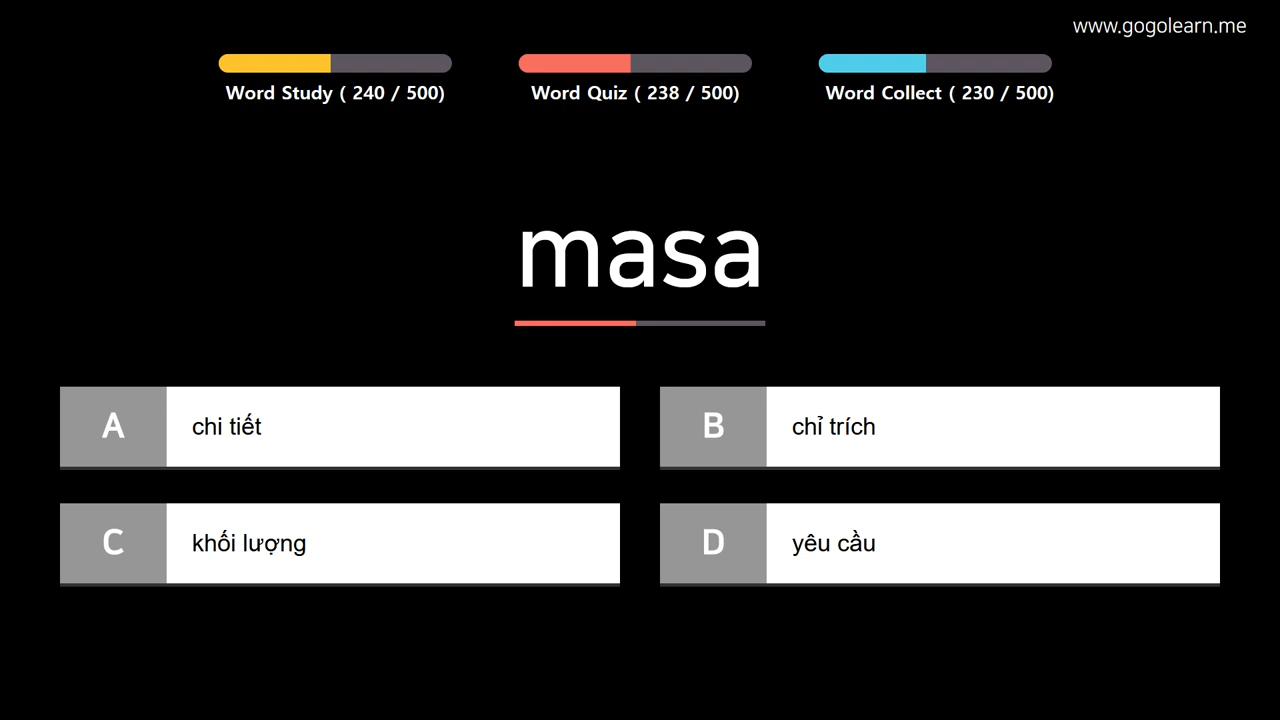 www.gogolearn.me
Word Study ( 240 / 500)
Word Quiz ( 238 / 500)
Word Collect ( 230 / 500)
masa
A chi tiết
B chỉ trích
C khối lượng
D yêu cầu